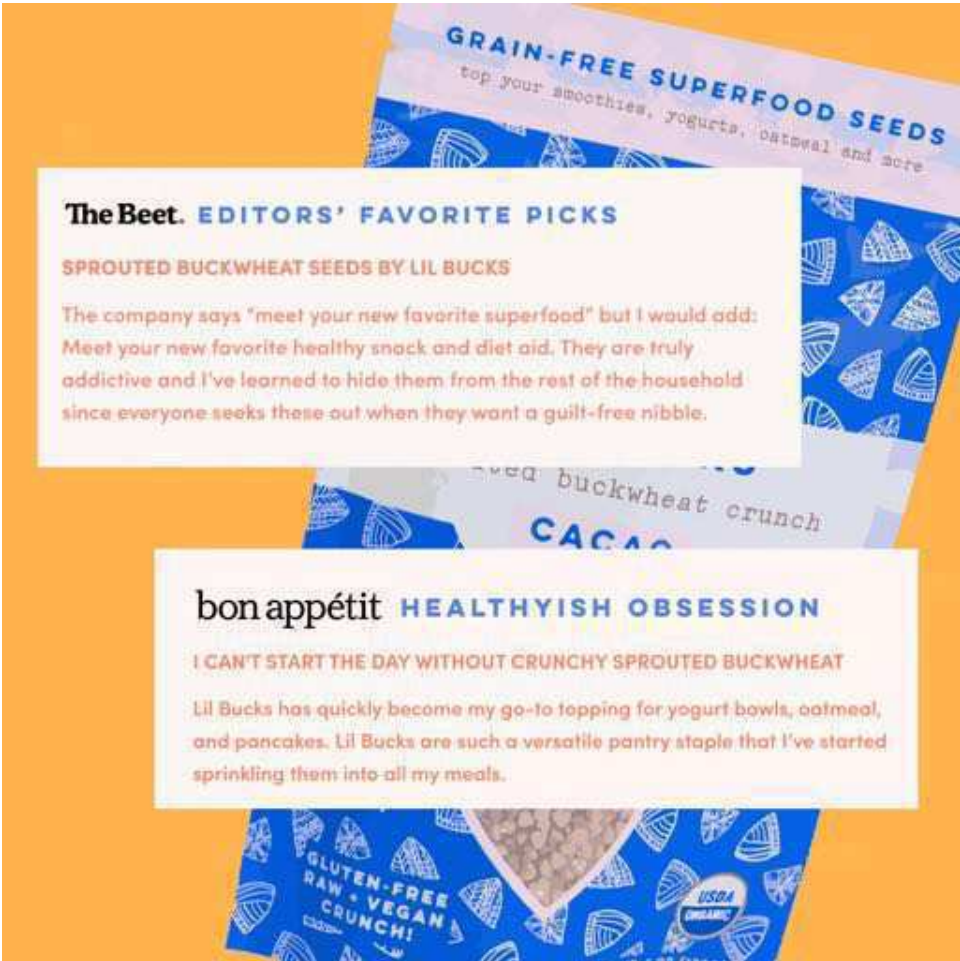 GRAIN-FREE SUPERFOOD SEEDS
top your smoothies, yogurts, oatmeal and more
The Beet. EDITORS' FAVORITE PICKS
SPROUTED BUCKWHEAT SEEDS BY LIL BUCKS
The company says "meet your new favorite superfood" but I would add:
Meet your new favorite healthy snack and diet aid. They are truly
addictive and I've learned to hide them from the rest of the household
since everyone seeks these out when they want a guilt-free nibble.
buckwheat crunch
CACAO
bon appétit HEALTHYISH OBSESSION
I CAN'T START THE DAY WITHOUT CRUNCHY SPROUTED BUCKWHEAT
Lil Bucks has quickly become my go-to topping for yogurt bowls, oatmeal,
and pancakes. Lil Bucks are such a versatile pantry staple that I've started
sprinkling them into all my meals.
GLUTEN-FREE
RAW + VEGAN
CRUNCH!
USDA
ORGANIC